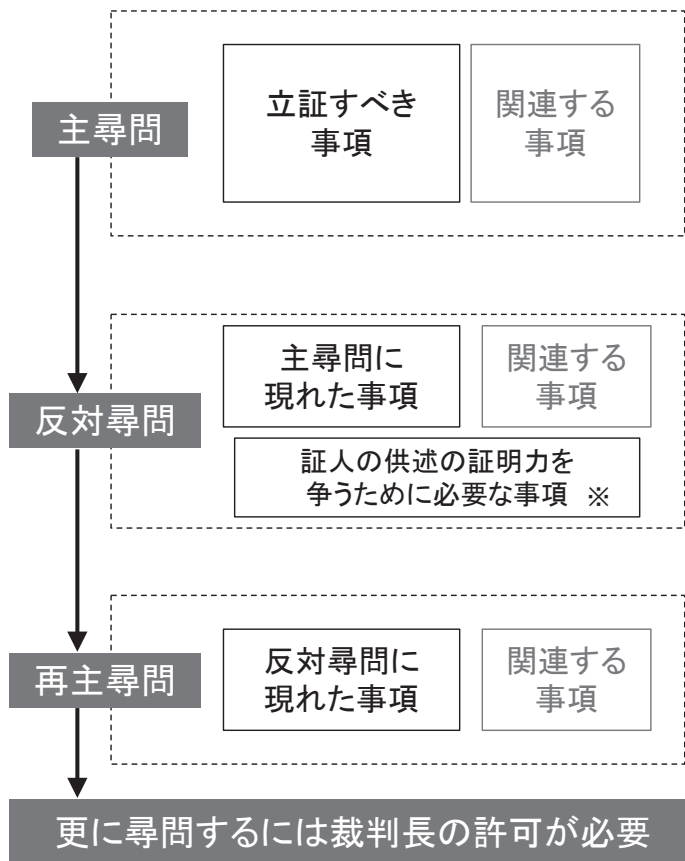 主尋問
立証すべき
事項
関連する
事項
反対尋問
主尋問に
現れた事項
関連する
事項
証人の供述の証明力を
争うために必要な事項 ※
再主尋問
反対尋問に
現れた事項
関連する
事項
更に尋問するには裁判長の許可が必要